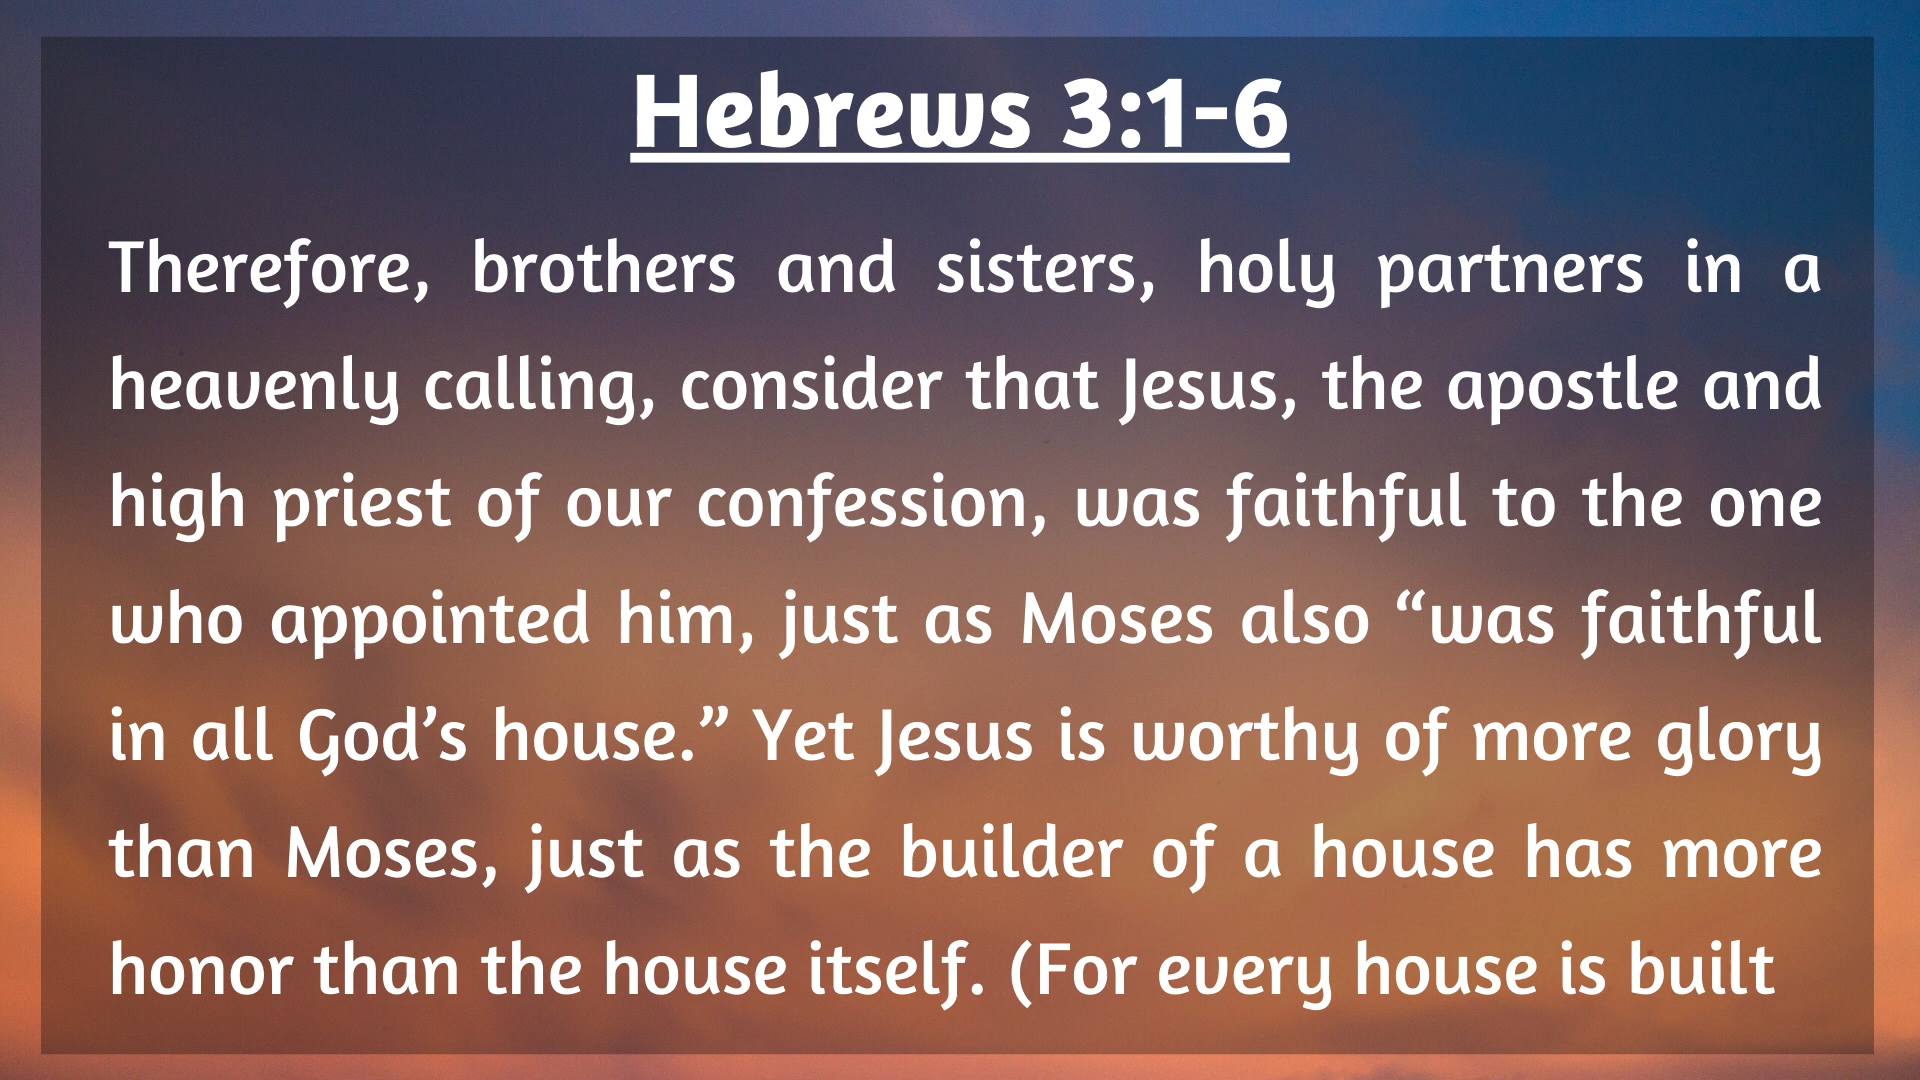 Hebrews 3:1-6
Therefore, brothers and sisters, holy partners in a
heavenly calling, consider that Jesus, the apostle and
high priest of our confession, was faithful to the one
who appointed him, just as Moses also “was faithful
in all God’s house.” Yet Jesus is worthy of more glory
than Moses, just as the builder of a house has more
honor than the house itself. (For every house is built